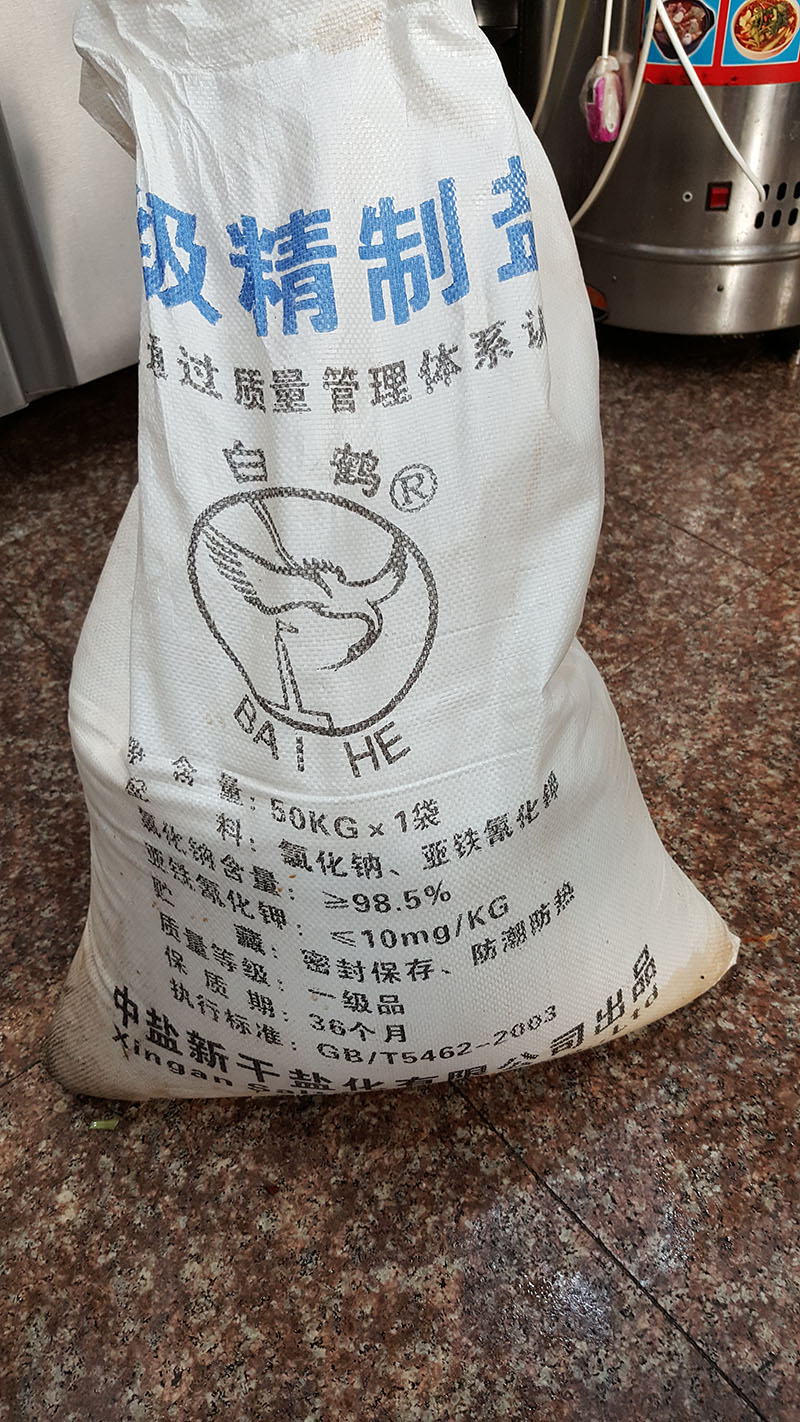 级精制盐
通过质量管理体系认
白鹤®
BAI HE
净含量：50KG×1袋
配料：氯化钠、亚铁氰化钾
氯化钠含量：≥98.5%
亚铁氰化钾：≤10mg/KG
贮藏：密封保存、防潮防热
质量等级：一级品
保质期：36个月
执行标准：GB/T5462-2003
中盐新干盐化有限公司出品
Xingan Ltd